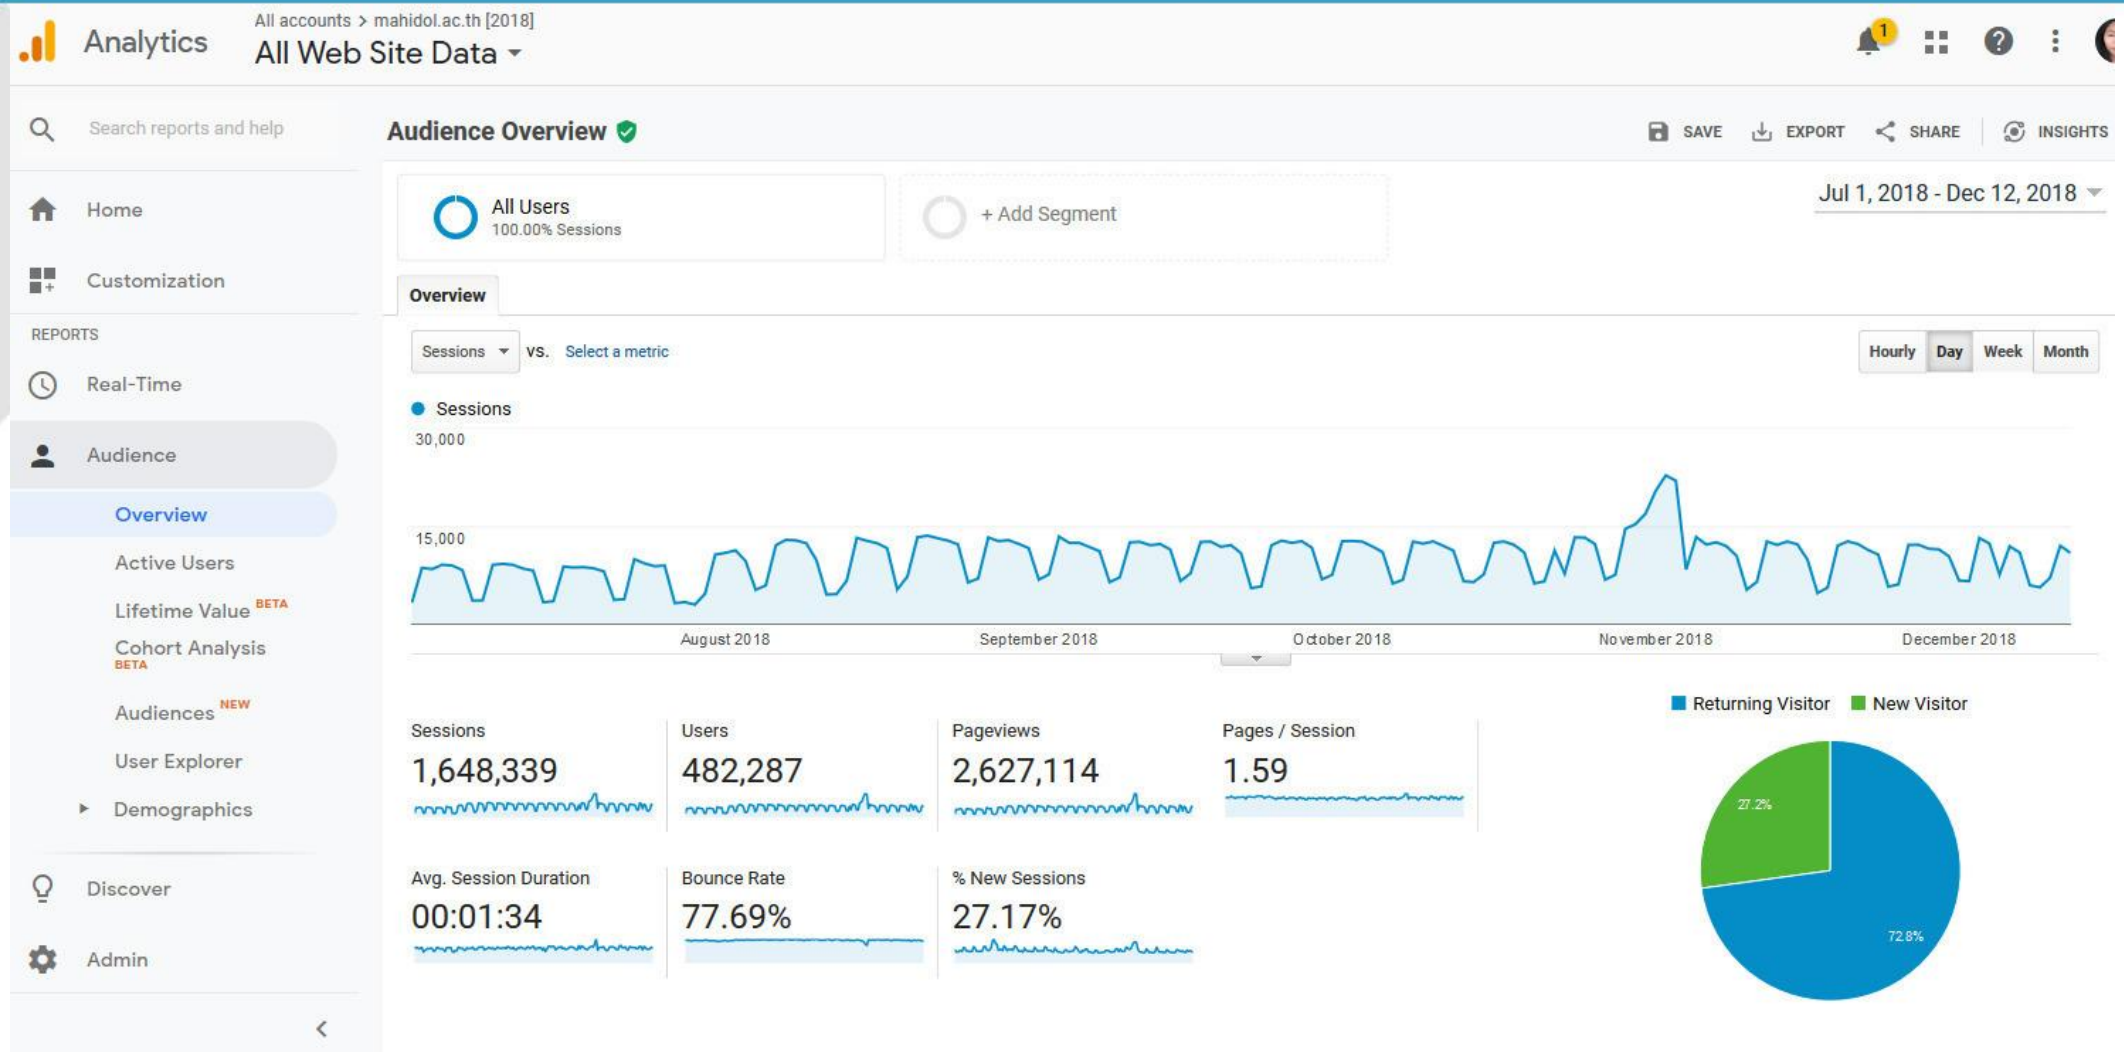 All accounts > mahidol.ac.th [2018]
Analytics
All Web Site Data
1
Search reports and help
Audience Overview
SAVE
EXPORT
SHARE
INSIGHTS
Home
Customization
REPORTS
Real-Time
Audience
Overview
Active Users
Lifetime Value BETA
Cohort Analysis
BETA
Audiences NEW
User Explorer
Demographics
Discover
Admin
All Users
100.00% Sessions
+ Add Segment
Jul 1, 2018 - Dec 12, 2018
Overview
Sessions VS. Select a metric
Hourly Day Week Month
Sessions
30,000
15,000
August 2018 September 2018 October 2018 November 2018 December 2018
Sessions
1,648,339
Users
482,287
Pageviews
2,627,114
Pages / Session
1.59
Avg. Session Duration
00:01:34
Bounce Rate
77.69%
% New Sessions
27.17%
Returning Visitor New Visitor
27.2%
72.8%